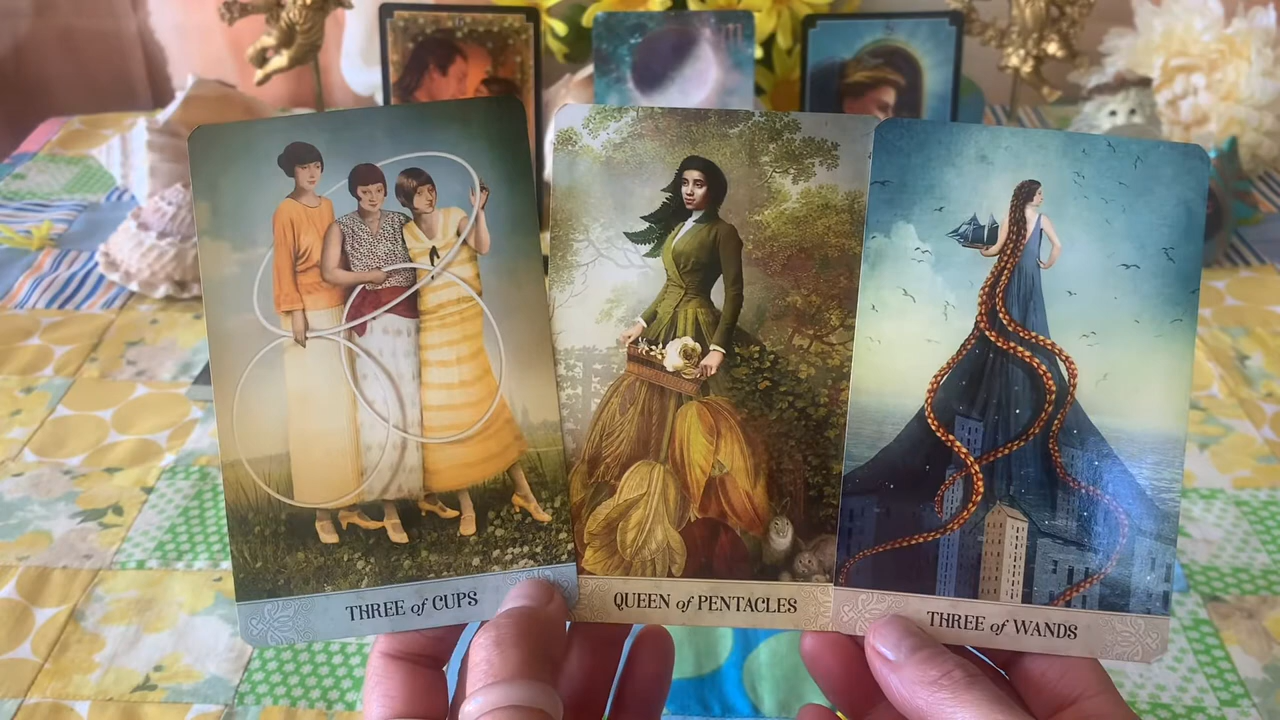 THREE of CUPS
QUEEN of PENTACLES
THREE of WANDS